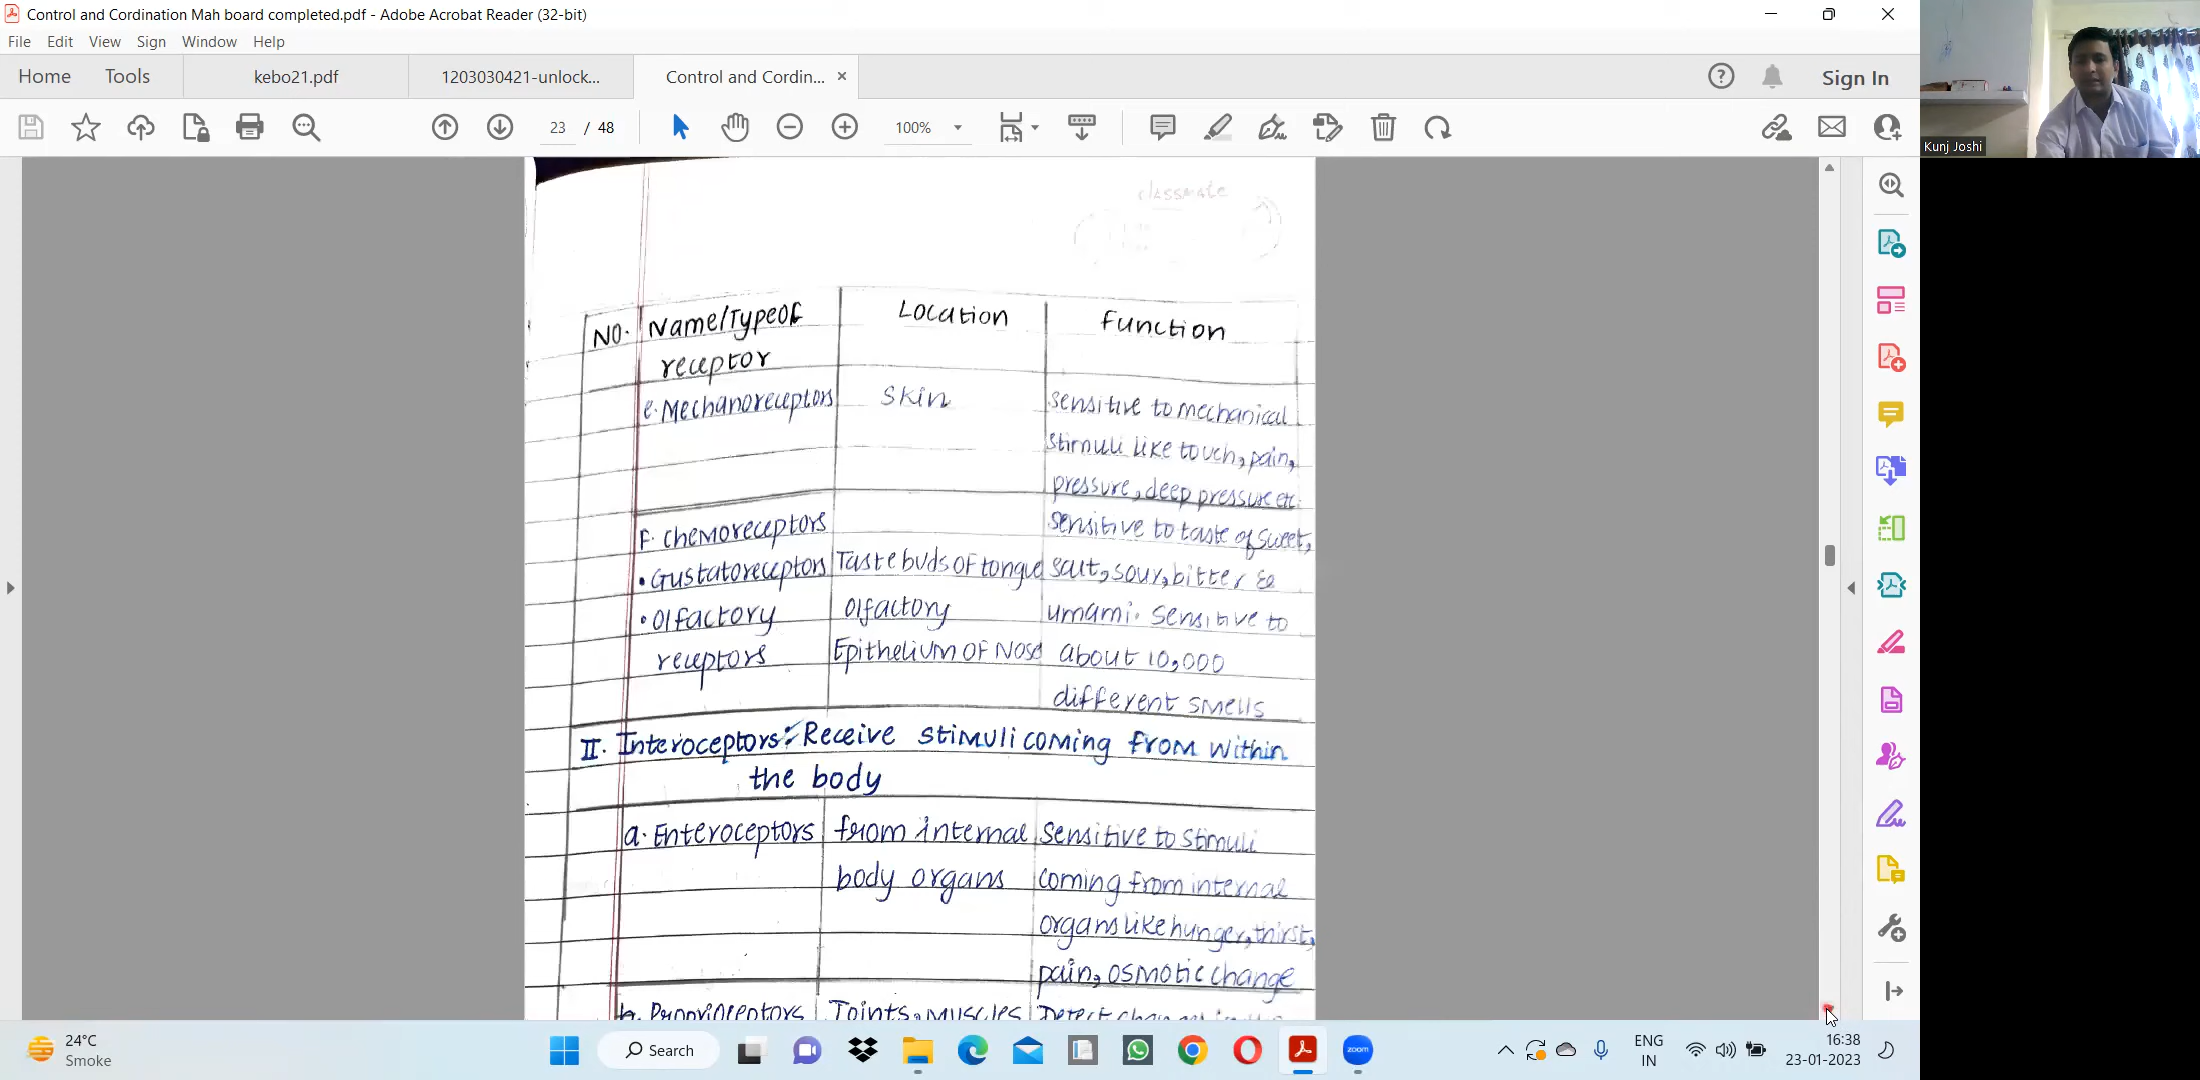 Control and Cordination Mah board completed.pdf - Adobe Acrobat Reader (32-bit)
File Edit View Sign Window Help
Home Tools kebo21.pdf 1203030421-unlock... Control and Cordin... Sign In
23 / 48 100%
Kunj Joshi
classmate
NO. Name/Type of Location Function
receptor
e. Mechanoreceptors Skin Sensitive to mechanical
stimuli like touch, pain,
pressure, deep pressure etc.
F. Chemoreceptors Sensitive to taste of sweet,
• Gustatoreceptors Taste buds of tongue salt, sour, bitter &
• Olfactory Olfactory umami. Sensitive to
receptors Epithelium of Nose about 10,000
different smells
II. Interoceptors:- Receive stimuli coming from within
the body
a. Enteroceptors from internal Sensitive to stimuli
body organs coming from internal
organs like hunger, thirst,
pain, osmotic change
b. Proprioceptors Joints, muscles Detect changes in
24°C
Smoke
Search
zoom
ENG
IN
16:38
23-01-2023